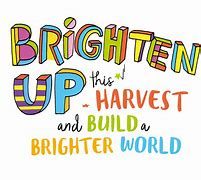 BRiGHTEN
UP this
HARVEST
and BUILD a
BRIGHTER WORLD